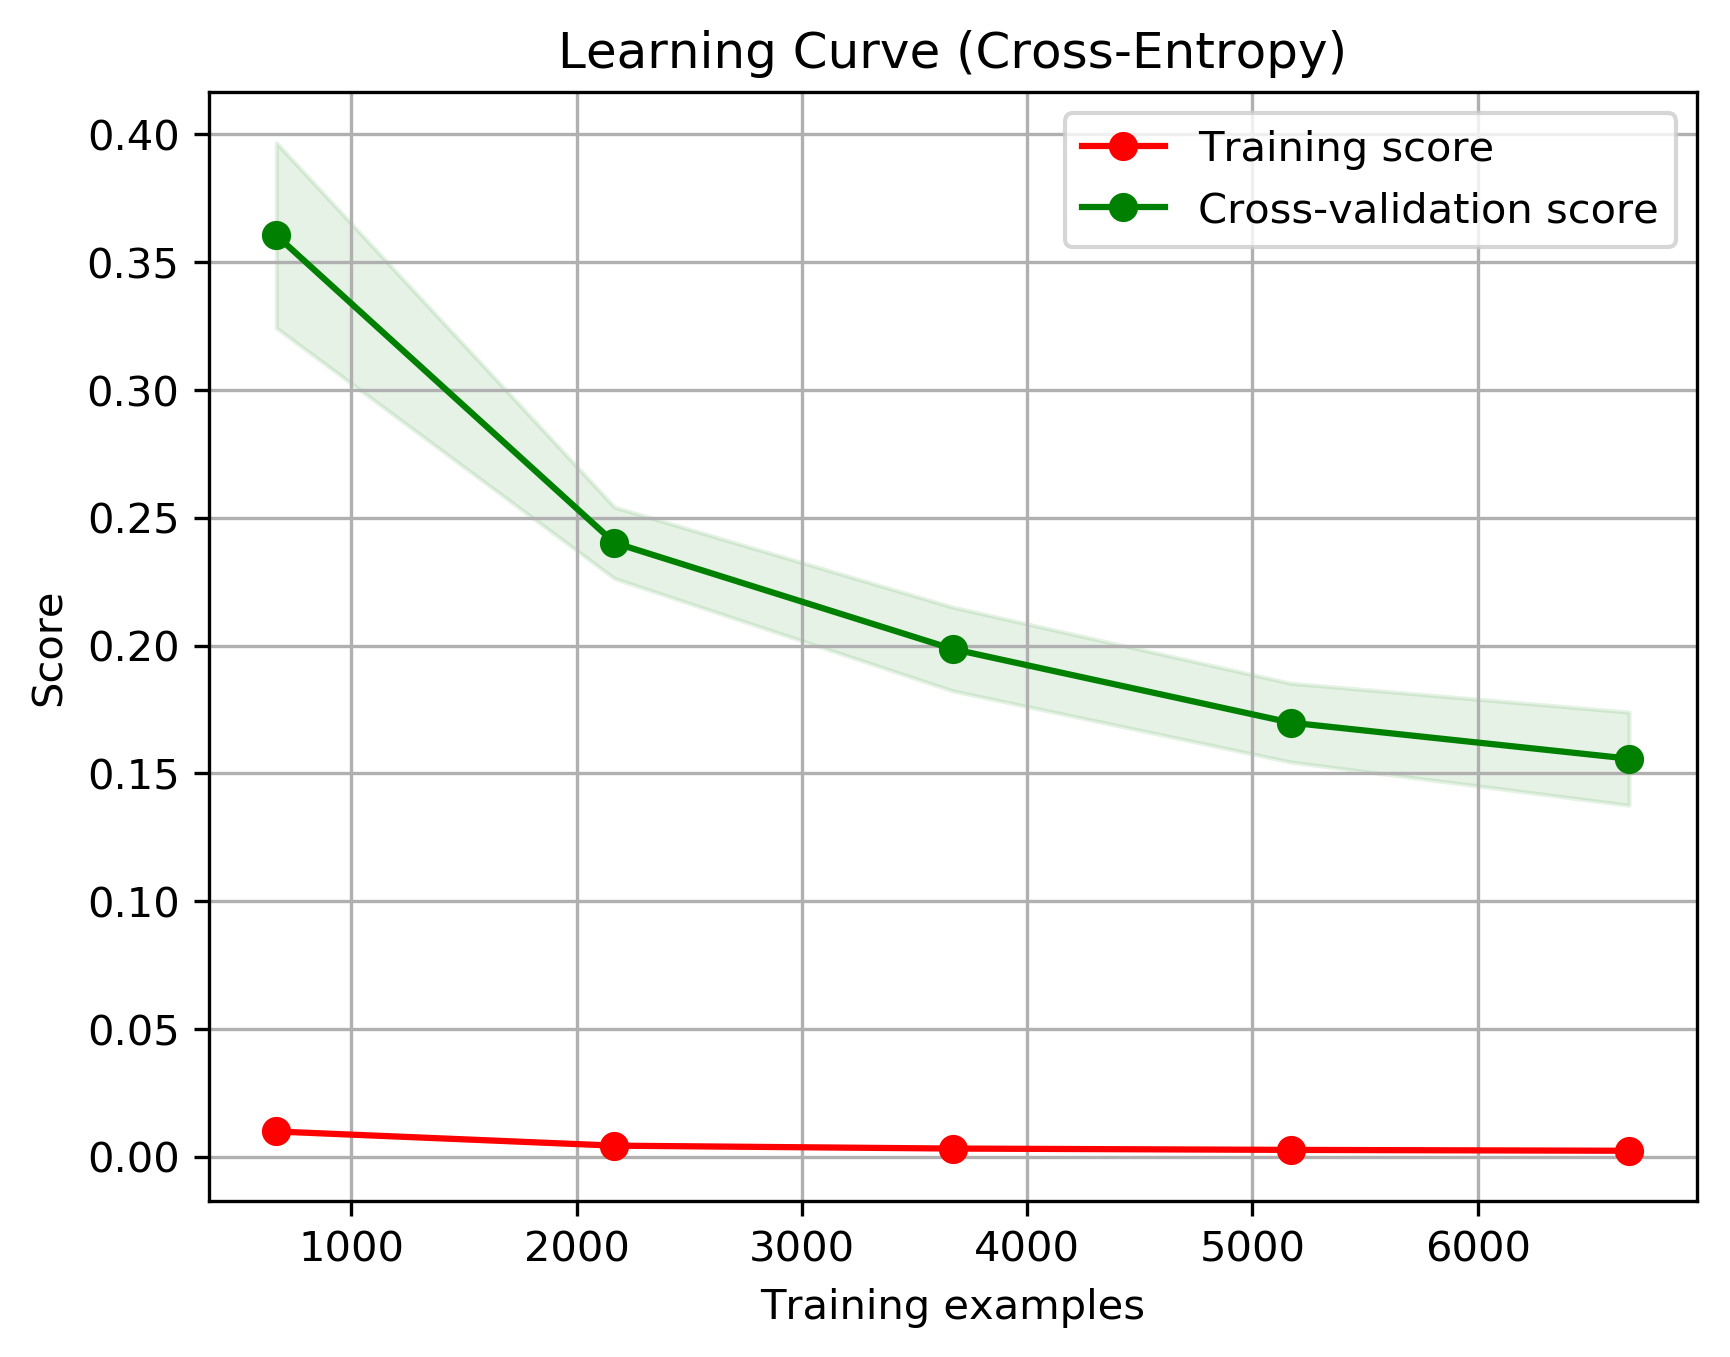 Learning Curve (Cross-Entropy)
Training score
Cross-validation score
Score
0.40
0.35
0.30
0.25
0.20
0.15
0.10
0.05
0.00
1000 2000 3000 4000 5000 6000
Training examples